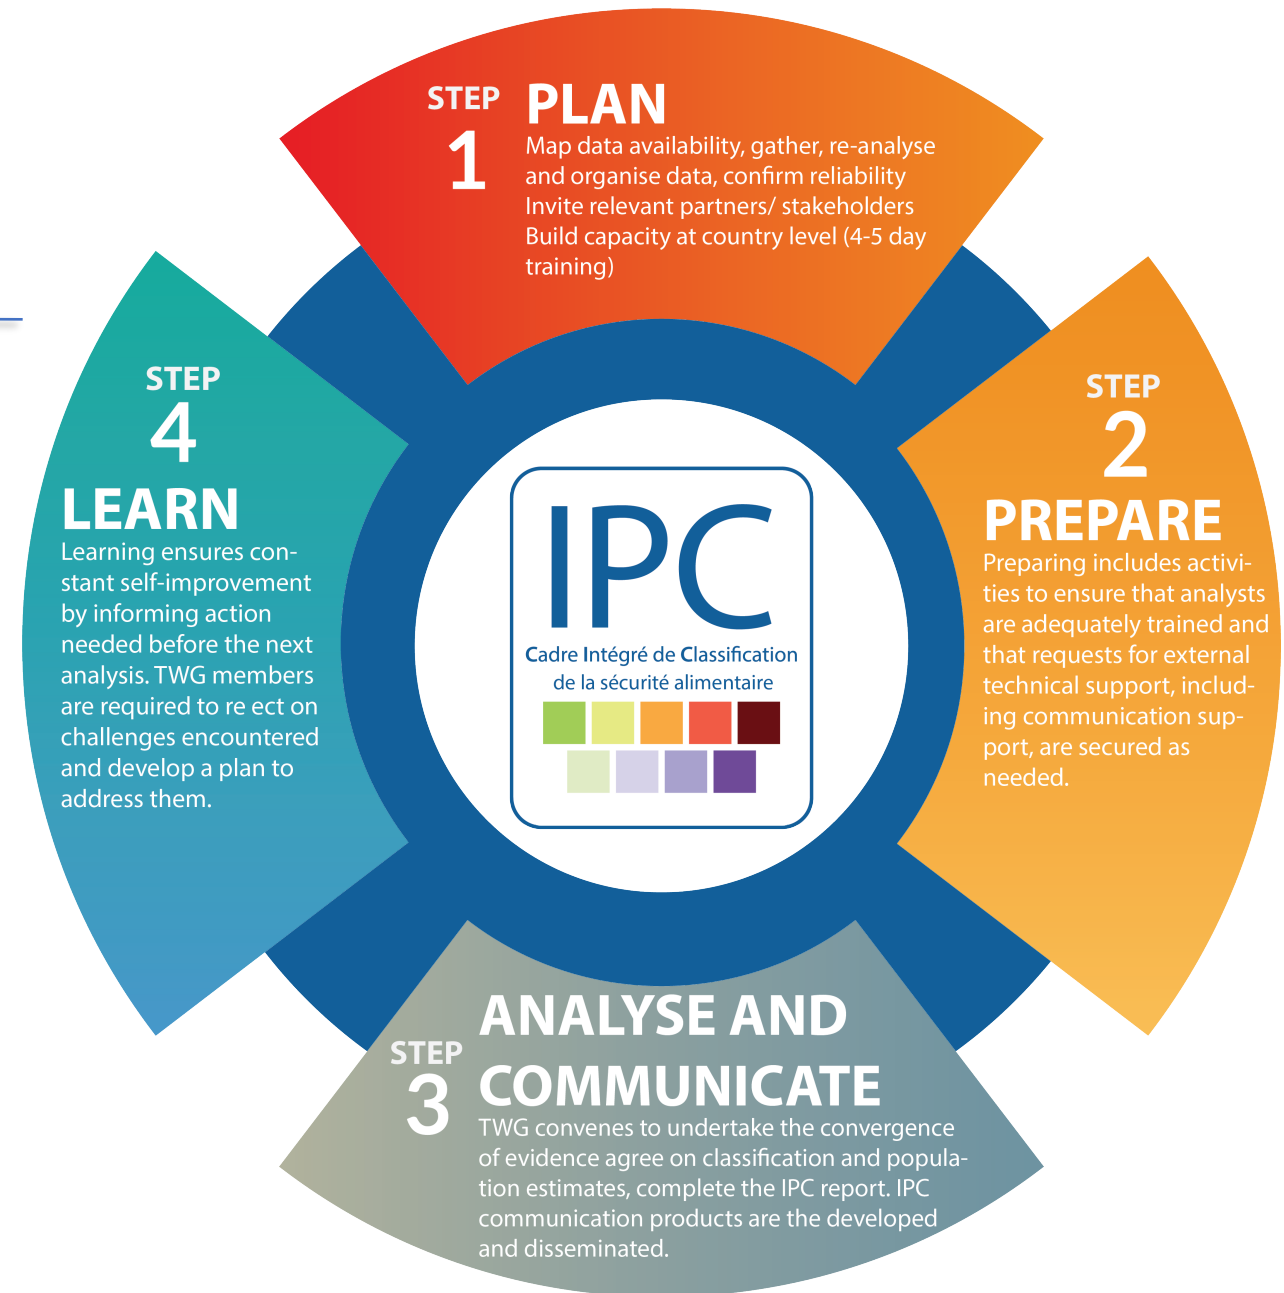 STEP
1
PLAN
Map data availability, gather, re-analyse
and organise data, confirm reliability
Invite relevant partners/ stakeholders
Build capacity at country level (4-5 day
training)
STEP
2
PREPARE
Preparing includes activi-
ties to ensure that analysts
are adequately trained and
that requests for external
technical support, includ-
ing communication sup-
port, are secured as
needed.
STEP
3
ANALYSE AND
COMMUNICATE
TWG convenes to undertake the convergence
of evidence agree on classification and popula-
tion estimates, complete the IPC report. IPC
communication products are the developed
and disseminated.
STEP
4
LEARN
Learning ensures con-
stant self-improvement
by informing action
needed before the next
analysis. TWG members
are required to re ect on
challenges encountered
and develop a plan to
address them.
IPC
Cadre Intégré de Classification
de la sécurité alimentaire